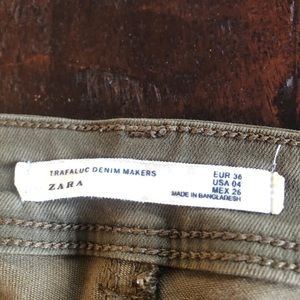 TRAFALUC DENIM MAKERS
ZARA
EUR 36
USA 04
MEX 26
MADE IN BANGLADESH